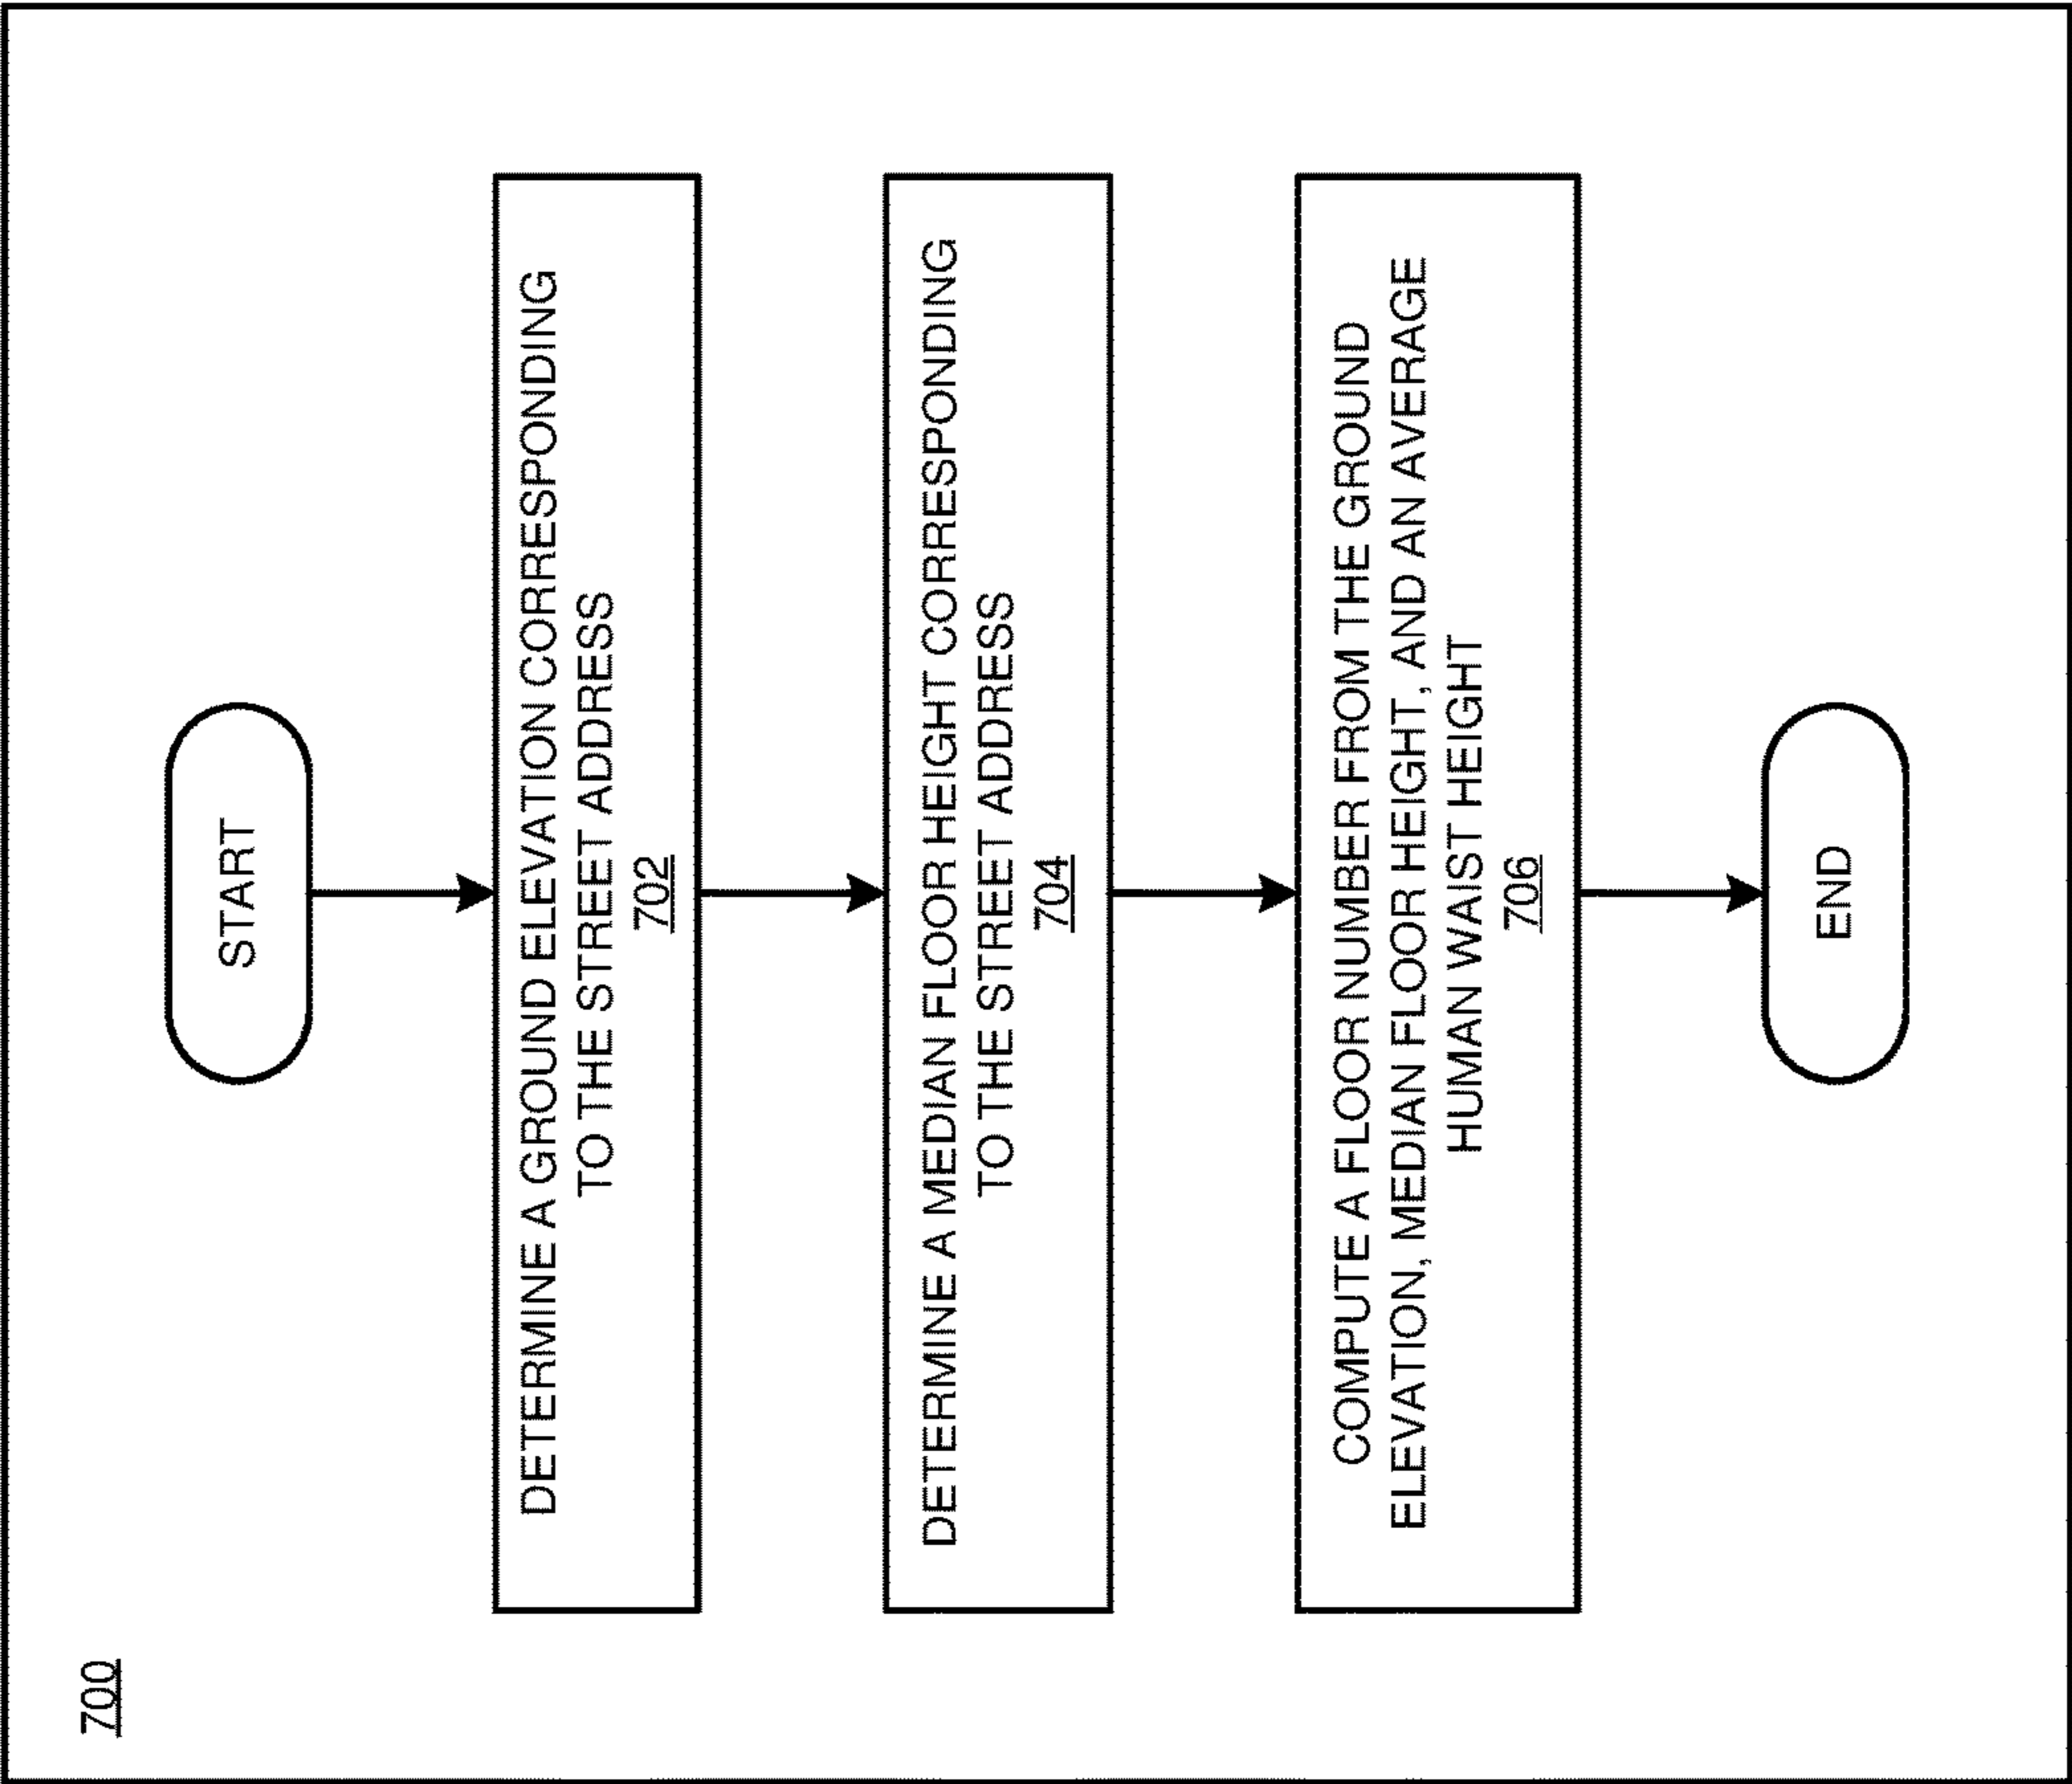 700
START
DETERMINE A GROUND ELEVATION CORRESPONDING
TO THE STREET ADDRESS
702
DETERMINE A MEDIAN FLOOR HEIGHT CORRESPONDING
TO THE STREET ADDRESS
704
COMPUTE A FLOOR NUMBER FROM THE GROUND
ELEVATION, MEDIAN FLOOR HEIGHT, AND AN AVERAGE
HUMAN WAIST HEIGHT
706
END